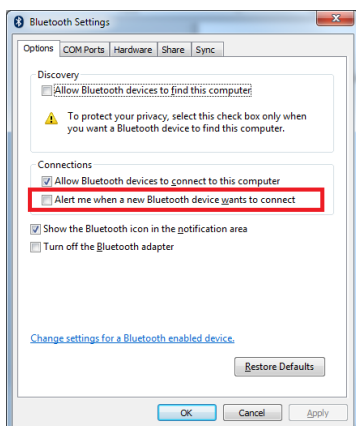 Bluetooth Settings
Options COM Ports Hardware Share Sync
Discovery
Allow Bluetooth devices to find this computer
To protect your privacy, select this check box only when
you want a Bluetooth device to find this computer.
Connections
Allow Bluetooth devices to connect to this computer
Alert me when a new Bluetooth device wants to connect
Show the Bluetooth icon in the notification area
Turn off the Bluetooth adapter
Change settings for a Bluetooth enabled device.
Restore Defaults
OK Cancel Apply